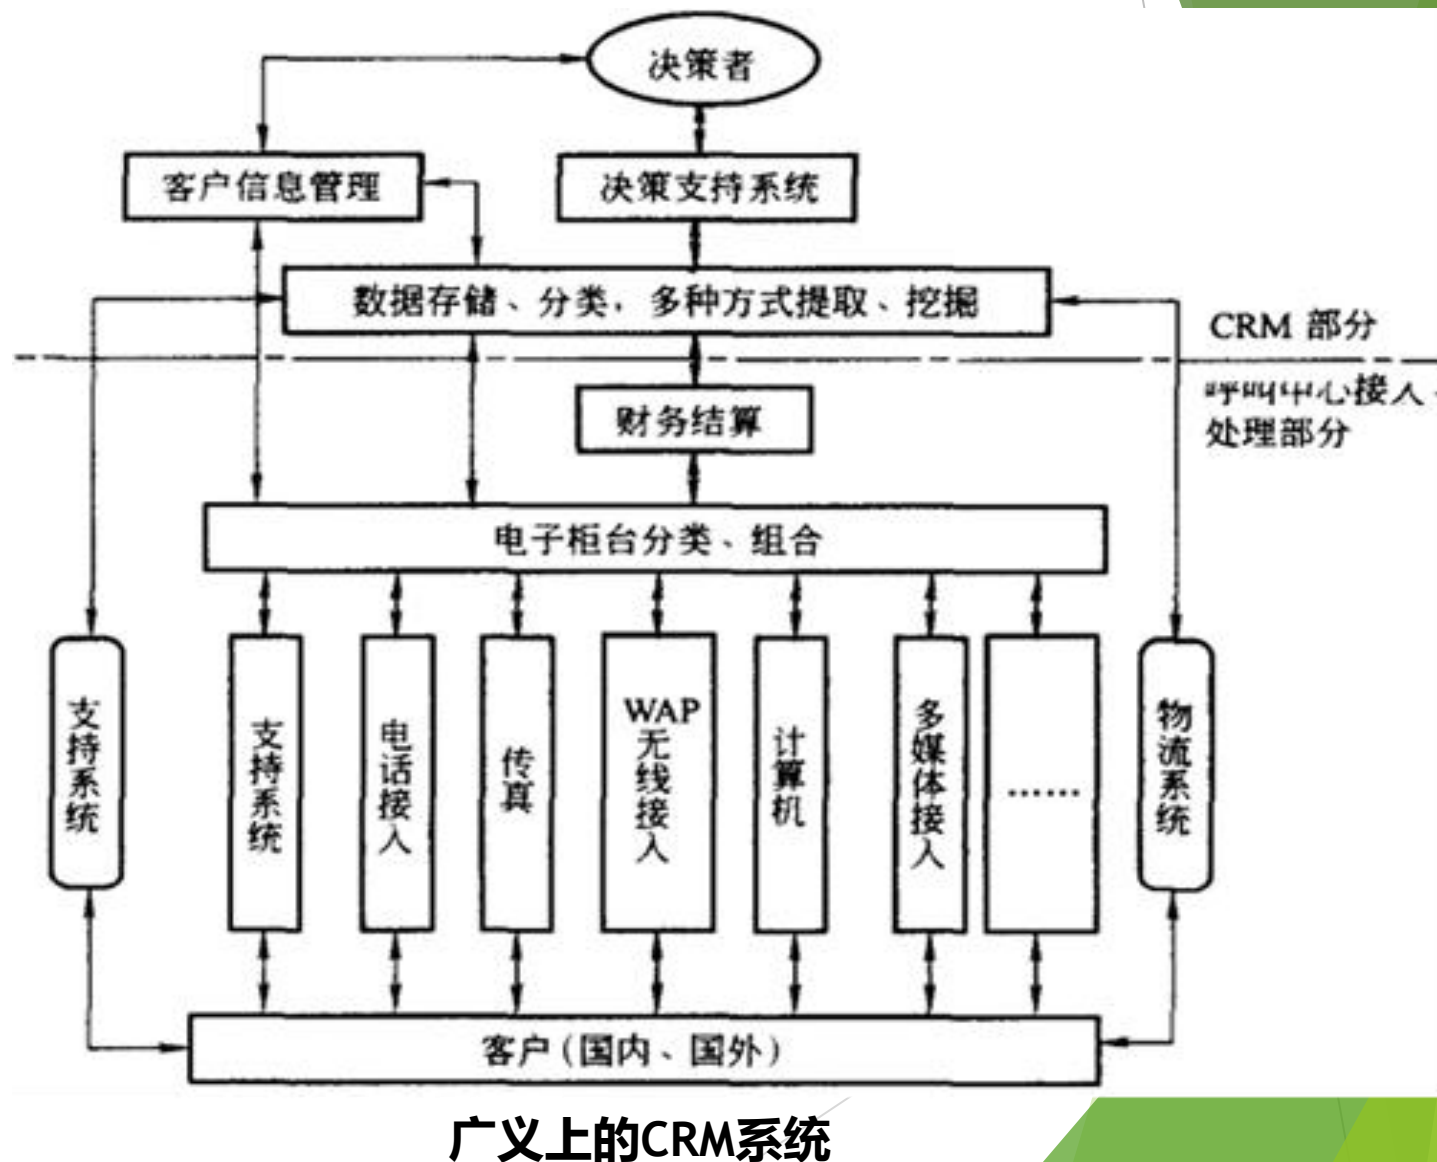 决策者
客户信息管理
决策支持系统
数据存储、分类，多种方式提取、挖掘
CRM 部分
呼叫中心接入
处理部分
财务结算
电子柜台分类、组合
支持系统
支持系统
电话接入
传真
WAP
无线接入
计算机
多媒体接入
……
物流系统
客户(国内、国外)
广义上的CRM系统